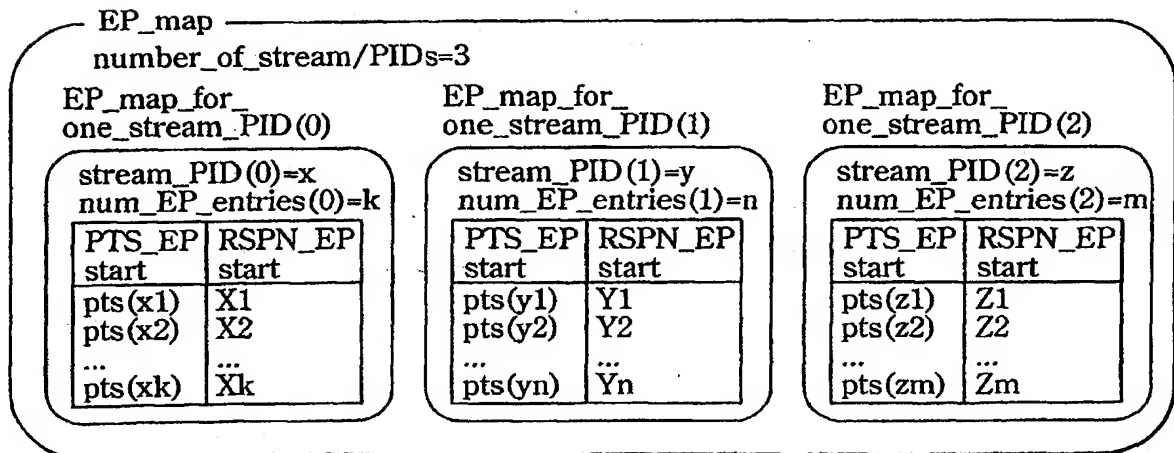 EP_map
number_of_stream/PIDs=3
EP_map_for_
one_stream_PID(0)
stream_PID(0)=x
num_EP_entries(0)=k
PTS_EP RSPN_EP
start start
pts(x1) X1
pts(x2) X2
... ...
pts(xk) Xk
EP_map_for_
one_stream_PID(1)
stream_PID(1)=y
num_EP_entries(1)=n
PTS_EP RSPN_EP
start start
pts(y1) Y1
pts(y2) Y2
... ...
pts(yn) Yn
EP_map_for_
one_stream_PID(2)
stream_PID(2)=z
num_EP_entries(2)=m
PTS_EP RSPN_EP
start start
pts(z1) Z1
pts(z2) Z2
... ...
pts(zm) Zm